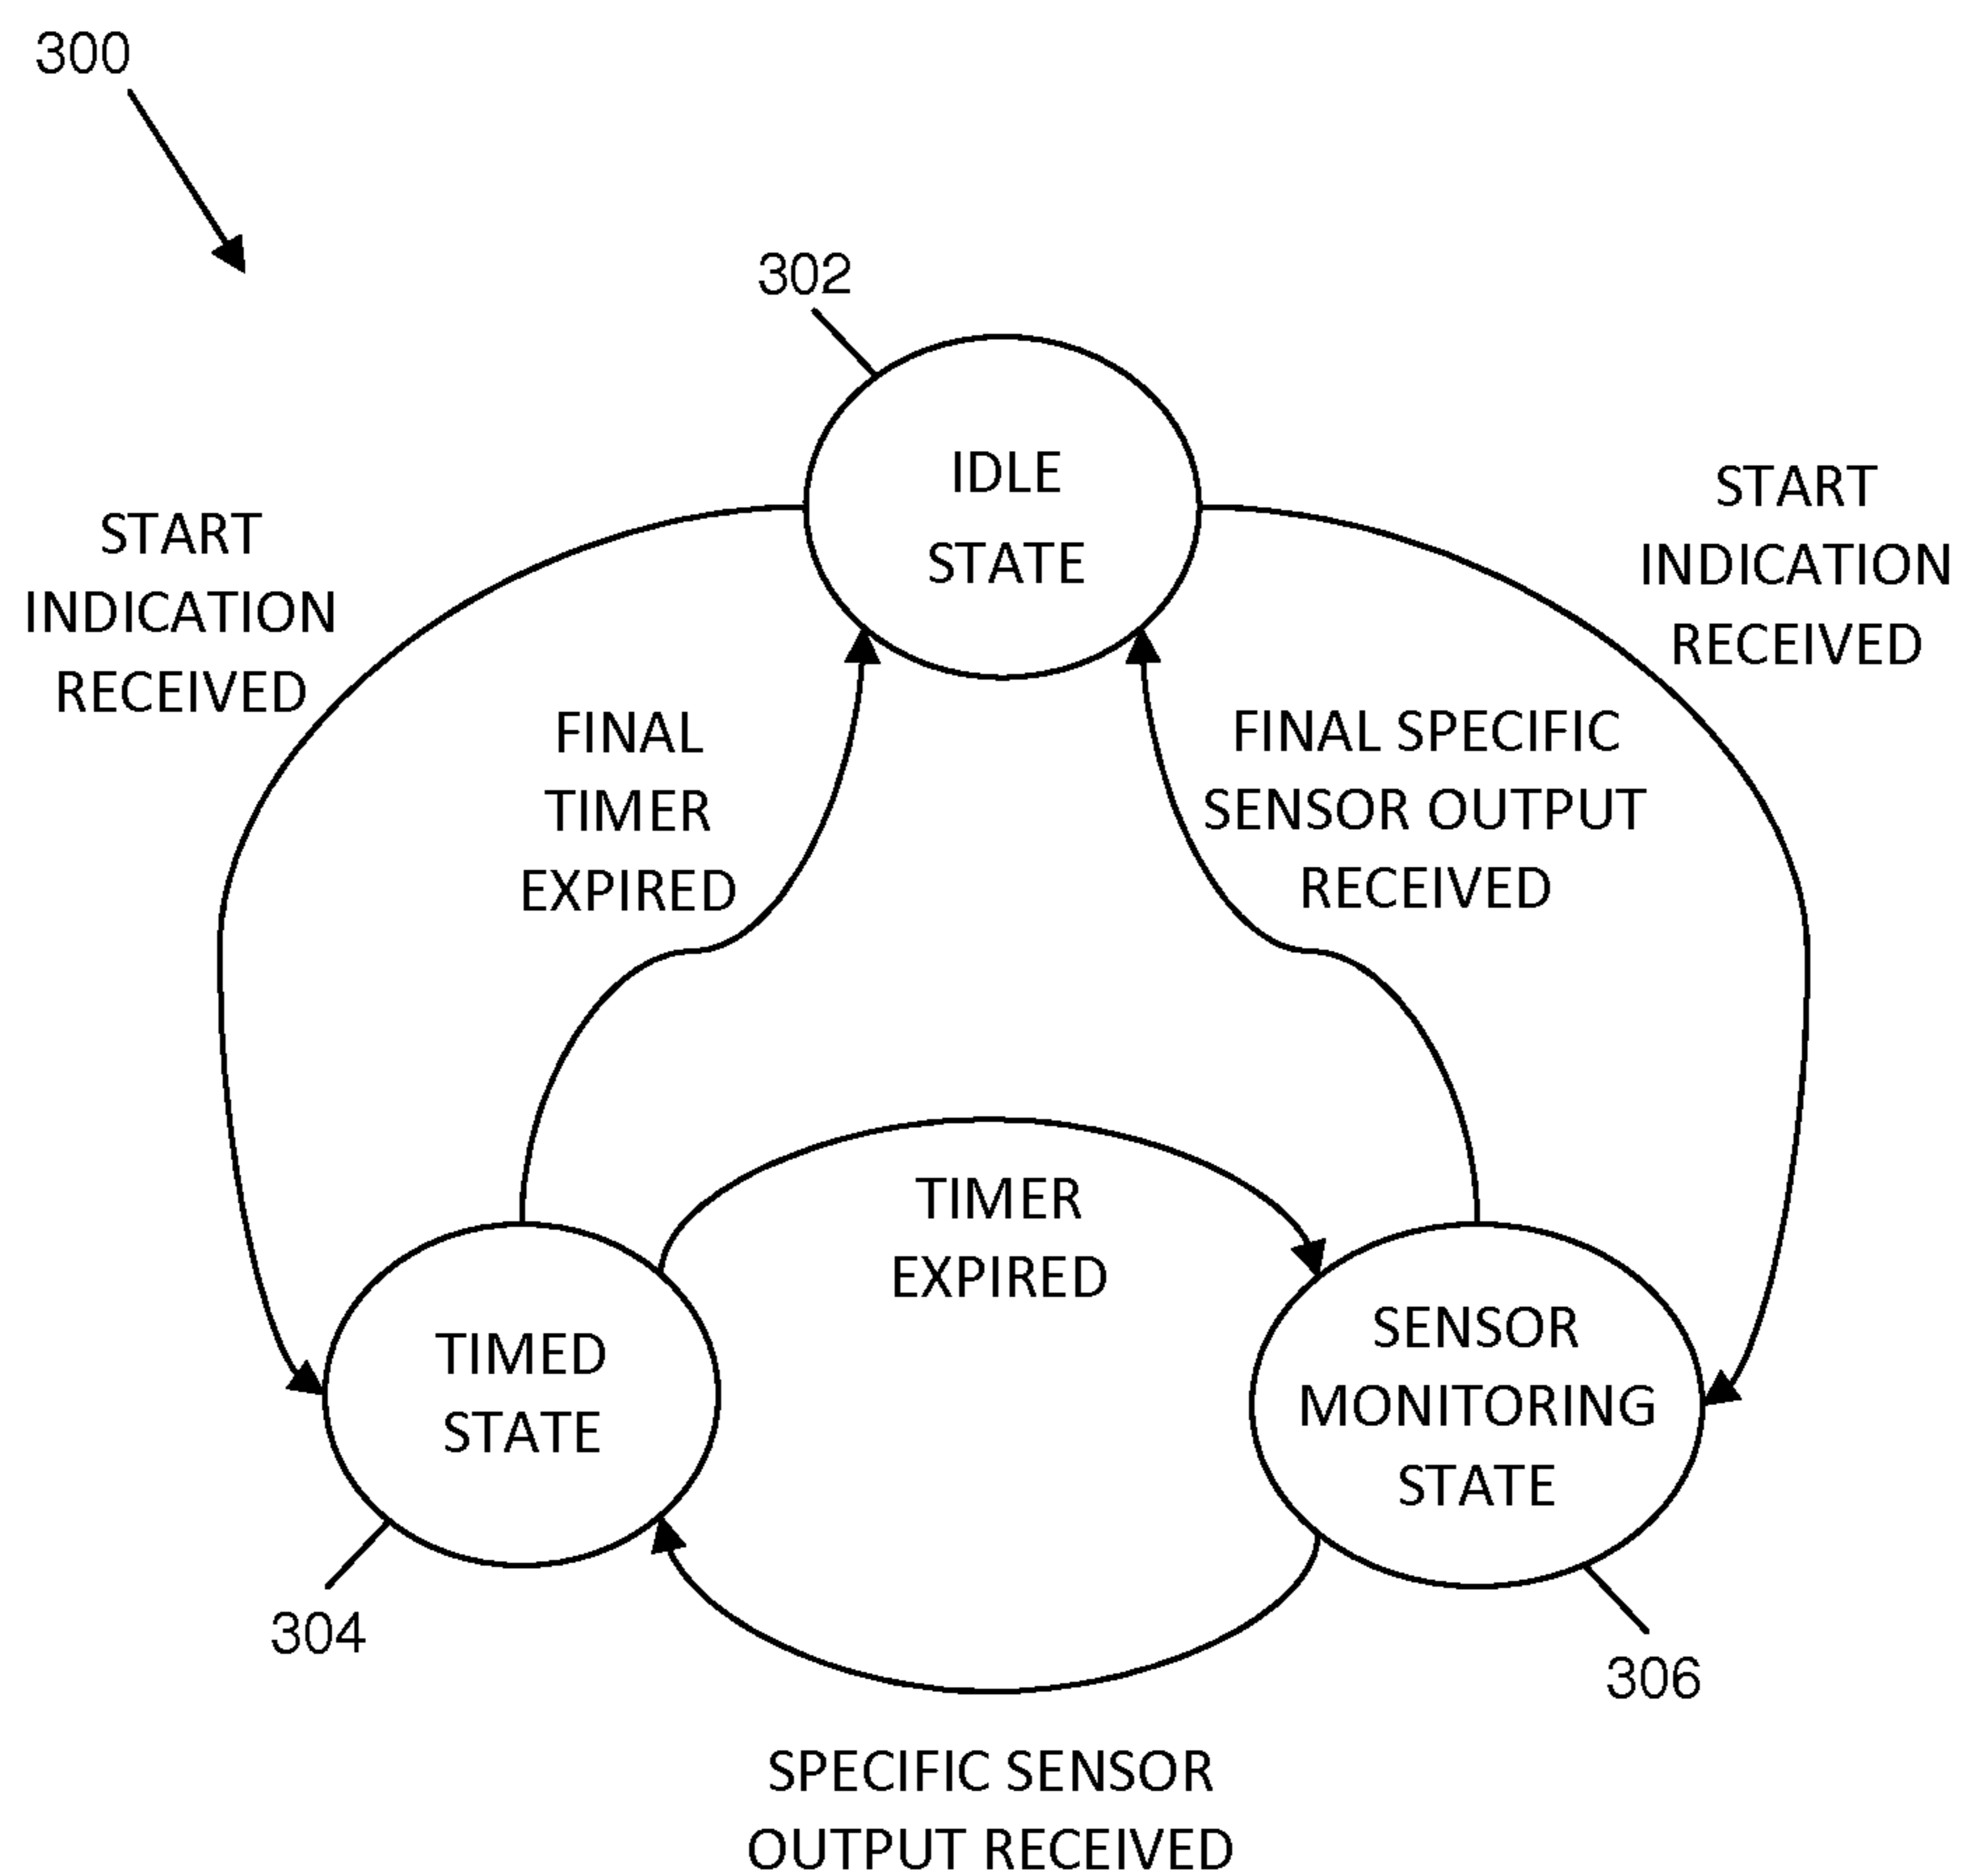 300
302
IDLE
STATE
START
INDICATION
RECEIVED
START
INDICATION
RECEIVED
FINAL
TIMER
EXPIRED
FINAL SPECIFIC
SENSOR OUTPUT
RECEIVED
TIMER
EXPIRED
TIMED
STATE
SENSOR
MONITORING
STATE
304
306
SPECIFIC SENSOR
OUTPUT RECEIVED